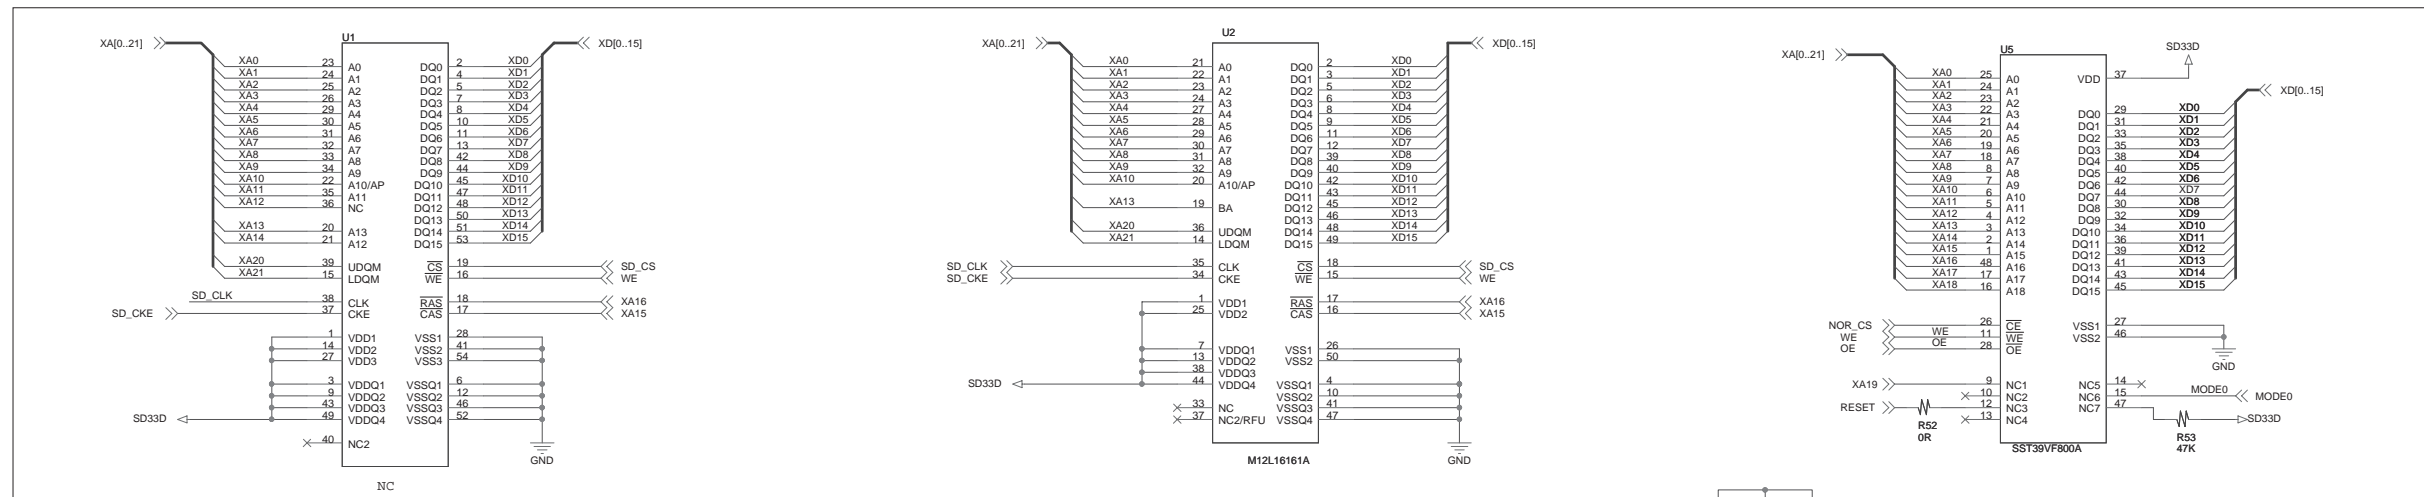 U1
XA[0..21] XD[0..15]
XA0 23 A0 DQ0 2 XD0
XA1 24 A1 DQ1 4 XD1
XA2 25 A2 DQ2 5 XD2
XA3 26 A3 DQ3 7 XD3
XA4 29 A4 DQ4 8 XD4
XA5 30 A5 DQ5 10 XD5
XA6 31 A6 DQ6 11 XD6
XA7 32 A7 DQ7 13 XD7
XA8 33 A8 DQ8 42 XD8
XA9 34 A9 DQ9 44 XD9
XA10 22 A10/AP DQ10 45 XD10
XA11 35 A11 DQ11 47 XD11
XA12 36 NC DQ12 48 XD12
DQ13 50 XD13
XA13 20 A13 DQ14 51 XD14
XA14 21 A12 DQ15 53 XD15
XA20 39 UDQM CS 19 SD_CS
XA21 15 LDQM WE 16 WE
SD_CLK 38 CLK RAS 18 XA16
SD_CKE 37 CKE CAS 17 XA15
1 VDD1 VSS1 28
14 VDD2 VSS2 41
27 VDD3 VSS3 54
3 VDDQ1 VSSQ1 6
9 VDDQ2 VSSQ2 12
43 VDDQ3 VSSQ3 46
SD33D 49 VDDQ4 VSSQ4 52
40 NC2
GND
NC
U2
XA[0..21] XD[0..15]
XA0 21 A0 DQ0 2 XD0
XA1 22 A1 DQ1 3 XD1
XA2 23 A2 DQ2 5 XD2
XA3 24 A3 DQ3 6 XD3
XA4 27 A4 DQ4 8 XD4
XA5 28 A5 DQ5 9 XD5
XA6 29 A6 DQ6 11 XD6
XA7 30 A7 DQ7 12 XD7
XA8 31 A8 DQ8 39 XD8
XA9 32 A9 DQ9 40 XD9
XA10 20 A10/AP DQ10 42 XD10
DQ11 43 XD11
XA13 19 BA DQ12 45 XD12
DQ13 46 XD13
XA20 36 UDQM DQ14 48 XD14
XA21 14 LDQM DQ15 49 XD15
SD_CLK 35 CLK CS 18 SD_CS
SD_CKE 34 CKE WE 15 WE
1 VDD1 RAS 17 XA16
25 VDD2 CAS 16 XA15
7 VDDQ1 VSS1 26
13 VDDQ2 VSS2 50
38 VDDQ3
SD33D 44 VDDQ4 VSSQ1 4
VSSQ2 10
33 NC VSSQ3 41
37 NC2/RFU VSSQ4 47
M12L16161A
GND
U5
SD33D
XA[0..21] XD[0..15]
XA0 25 A0 VDD 37
XA1 24 A1
XA2 23 A2
XA3 22 A3 DQ0 29 XD0
XA4 21 A4 DQ1 31 XD1
XA5 20 A5 DQ2 33 XD2
XA6 19 A6 DQ3 35 XD3
XA7 18 A7 DQ4 38 XD4
XA8 8 A8 DQ5 40 XD5
XA9 7 A9 DQ6 42 XD6
XA10 6 A10 DQ7 44 XD7
XA11 5 A11 DQ8 30 XD8
XA12 4 A12 DQ9 32 XD9
XA13 3 A13 DQ10 34 XD10
XA14 2 A14 DQ11 36 XD11
XA15 1 A15 DQ12 39 XD12
XA16 48 A16 DQ13 41 XD13
XA17 17 A17 DQ14 43 XD14
XA18 16 A18 DQ15 45 XD15
NOR_CS 26 CE VSS1 27
WE WE 11 WE VSS2 46
OE OE 28 OE
GND
XA19 9 NC1 NC5 14
10 NC2 NC6 15 MODE0 MODE0
RESET 12 NC3 NC7 47
13 NC4 SD33D
R52
0R
R53
47K
SST39VF800A